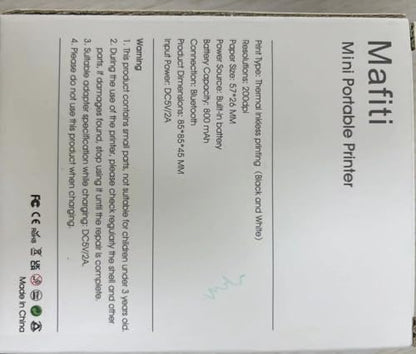 Mafiti
Mini Portable Printer
Print Type: Thermal Inkless printing (Black and White)
Resolutions: 200dpi
Paper Size: 57*26 MM
Power Source: Built-in battery
Battery Capacity: 800 mAh
Connection: Bluetooth
Product Dimensions: 85*85*45 MM
Input Power: DC5V/2A
Warning
1. This product contains small parts, not suitable for children under 3 years old.
2. During the use of the printer, please check regularly the shell and other
parts, if damages found, stop using it until the repair is complete.
3. Suitable adapter specification while charging: DC5V/2A.
4. Please do not use this product when charging.
FC CE RoHS
Made in China